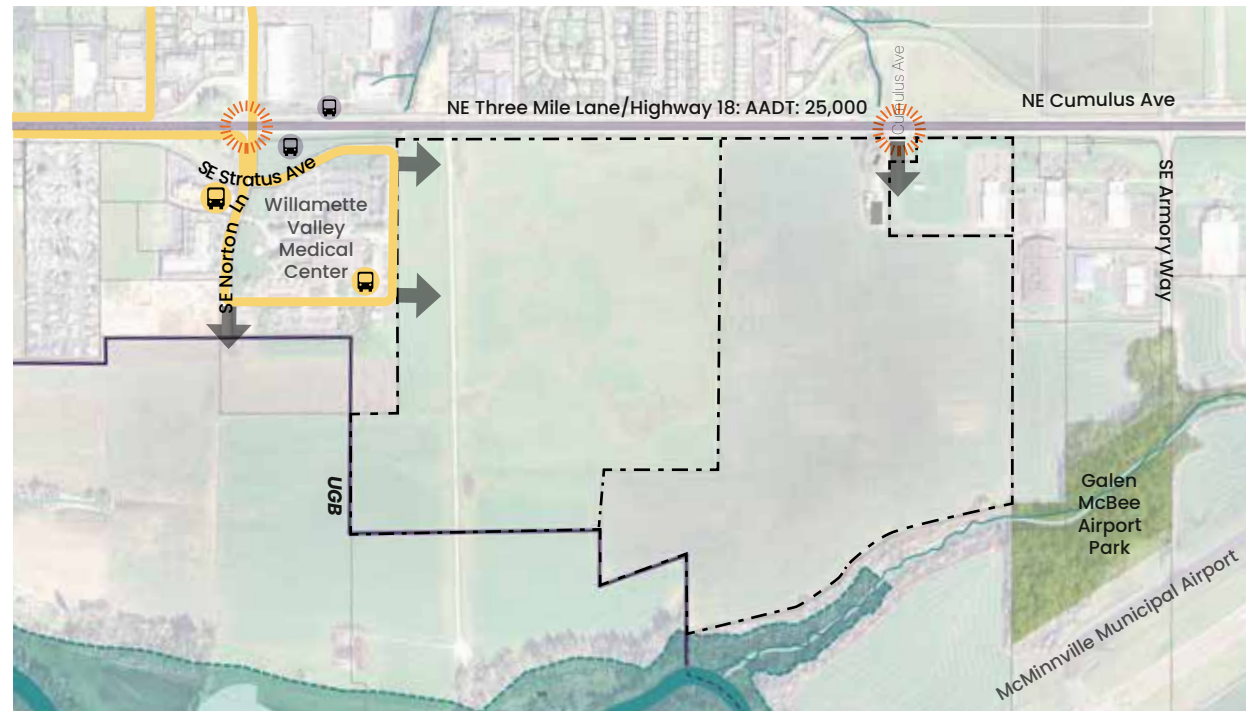 Cumulus Ave
NE Three Mile Lane/Highway 18: AADT: 25,000
NE Cumulus Ave
SE Stratus Ave
SE Norton Ln
Willamette
Valley
Medical
Center
SE Armory Way
UGB
Galen
McBee
Airport
Park
McMinnville Municipal Airport